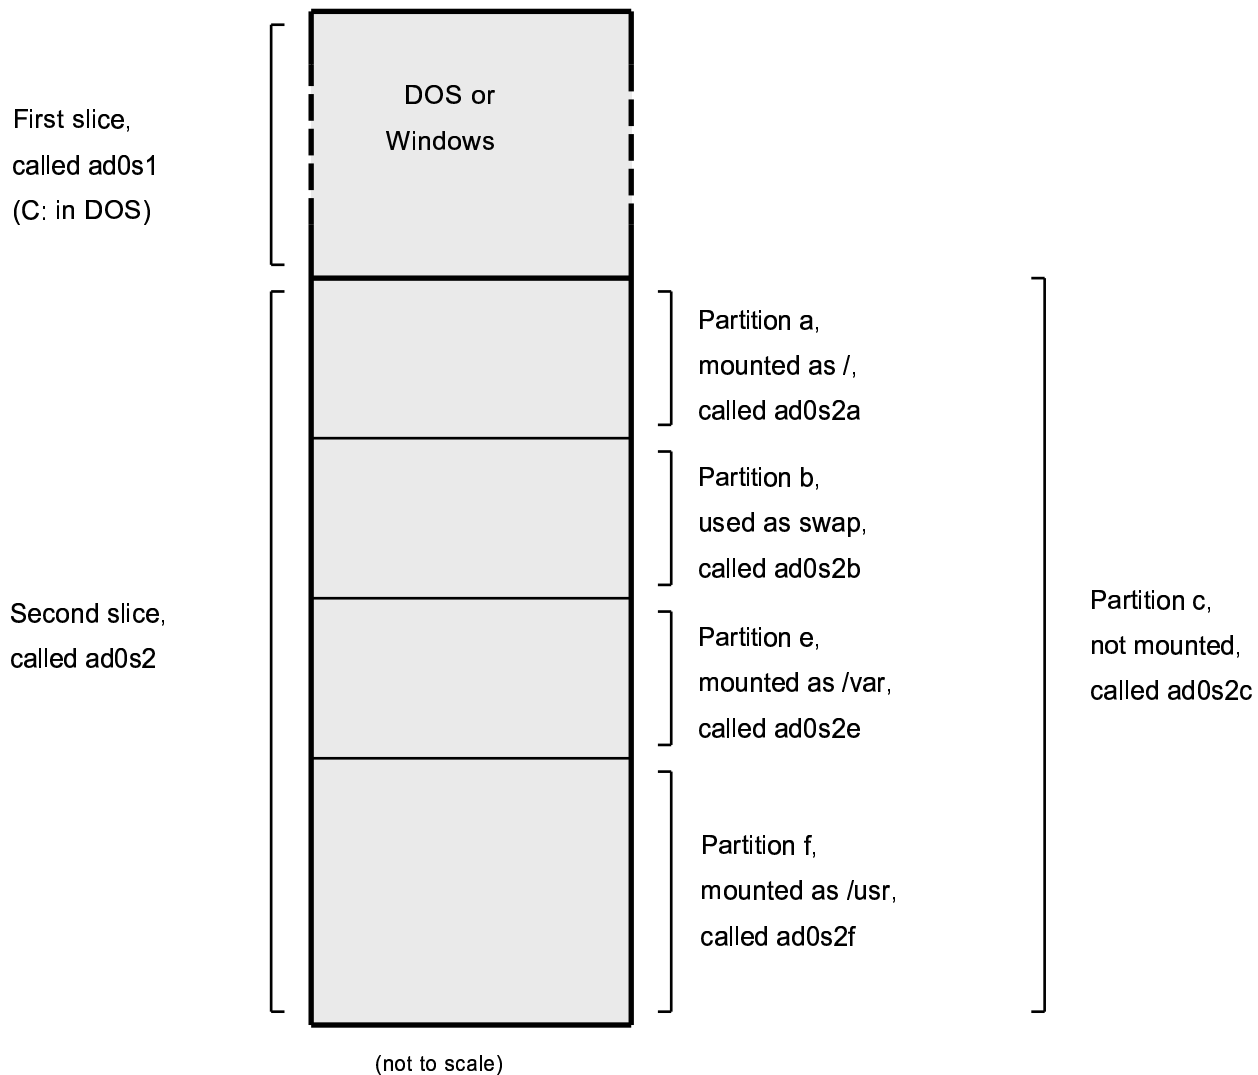 DOS or
Windows
First slice,
called ad0s1
(C: in DOS)
Partition a,
mounted as /,
called ad0s2a
Partition b,
used as swap,
called ad0s2b
Second slice,
called ad0s2
Partition e,
mounted as /var,
called ad0s2e
Partition c,
not mounted,
called ad0s2c
Partition f,
mounted as /usr,
called ad0s2f
(not to scale)